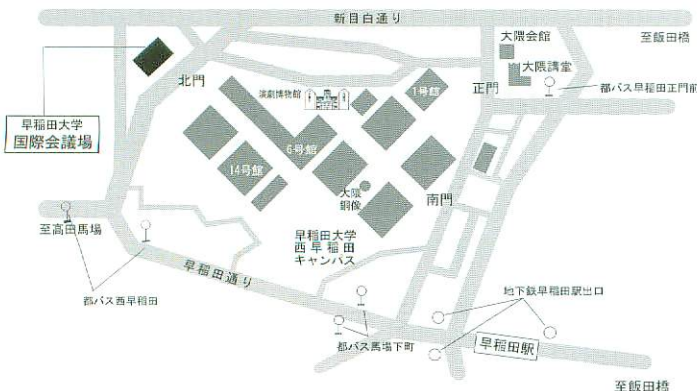 新目白通り
大隈会館
至飯田橋
大隈講堂
北門
演劇博物館
1号館
正門
都バス早稲田正門前
早稲田大学
国際会議場
6号館
14号館
大隈
銅像
南門
至高田馬場
早稲田大学
西早稲田
キャンパス
早稲田通り
都バス西早稲田
地下鉄早稲田駅出口
都バス馬場下町
早稲田駅
至飯田橋